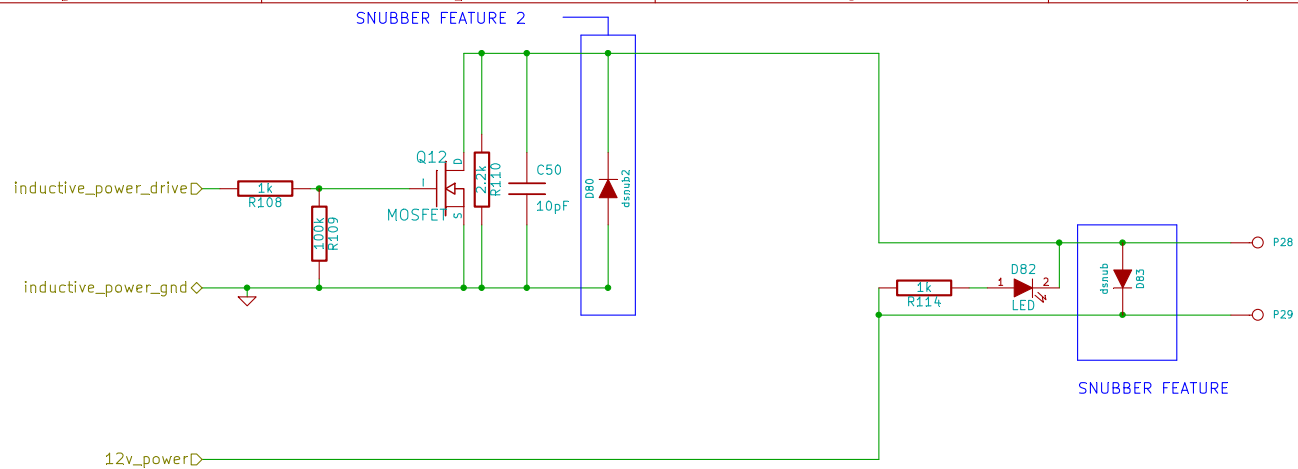 SNUBBER FEATURE 2
Q12
D
I
S
MOSFET
2.2k
R110
C50
10pF
D80
dsnub2
inductive_power_drive
1k
R108
100k
R109
inductive_power_gnd
P28
D82
1
2
LED
1k
R114
dsnub
D83
P29
SNUBBER FEATURE
12v_power